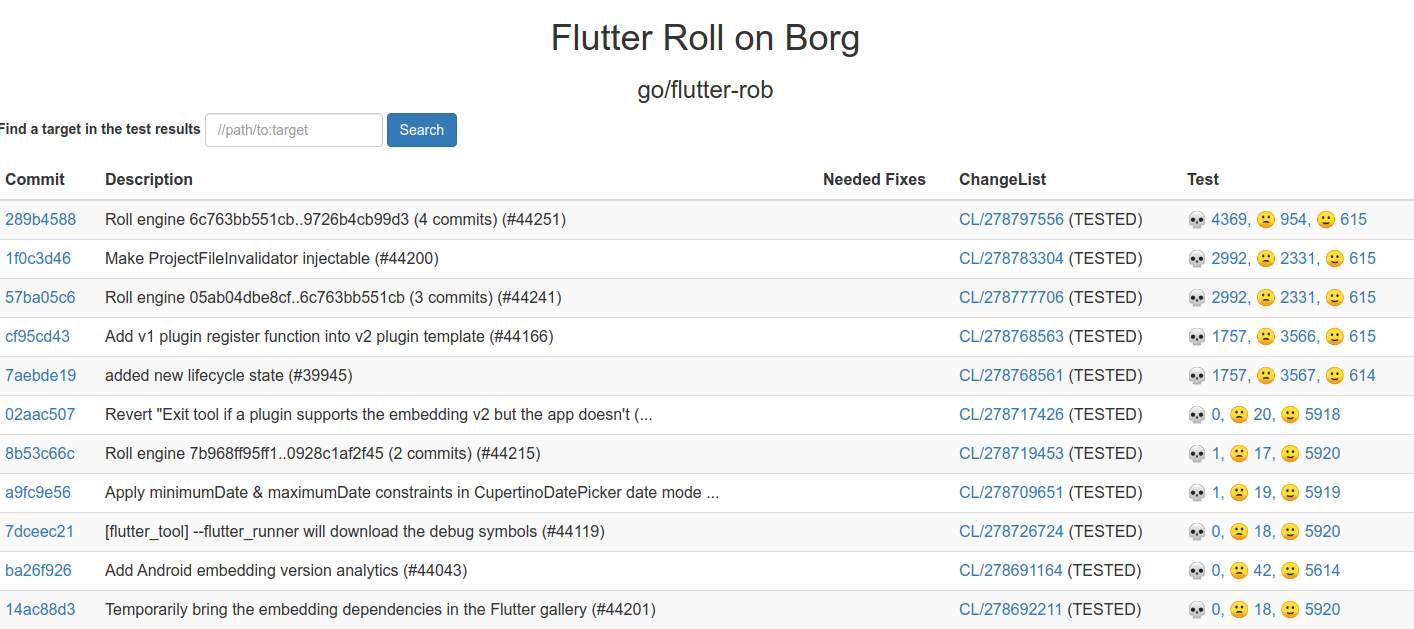 Flutter Roll on Borg
go/flutter-rob
Find a target in the test results //path/to:target Search
Commit Description Needed Fixes ChangeList Test
289b4588 Roll engine 6c763bb551cb..9726b4cb99d3 (4 commits) (#44251) CL/278797556 (TESTED) 💀 4369, 🙁 954, 🙂 615
1f0c3d46 Make ProjectFileInvalidator injectable (#44200) CL/278783304 (TESTED) 💀 2992, 🙁 2331, 🙂 615
57ba05c6 Roll engine 05ab04dbe8cf..6c763bb551cb (3 commits) (#44241) CL/278777706 (TESTED) 💀 2992, 🙁 2331, 🙂 615
cf95cd43 Add v1 plugin register function into v2 plugin template (#44166) CL/278768563 (TESTED) 💀 1757, 🙁 3566, 🙂 615
7aebde19 added new lifecycle state (#39945) CL/278768561 (TESTED) 💀 1757, 🙁 3567, 🙂 614
02aac507 Revert "Exit tool if a plugin supports the embedding v2 but the app doesn't (... CL/278717426 (TESTED) 💀 0, 🙁 20, 🙂 5918
8b53c66c Roll engine 7b968ff95ff1..0928c1af2f45 (2 commits) (#44215) CL/278719453 (TESTED) 💀 1, 🙁 17, 🙂 5920
a9fc9e56 Apply minimumDate & maximumDate constraints in CupertinoDatePicker date mode ... CL/278709651 (TESTED) 💀 1, 🙁 19, 🙂 5919
7dceec21 [flutter_tool] --flutter_runner will download the debug symbols (#44119) CL/278726724 (TESTED) 💀 0, 🙁 18, 🙂 5920
ba26f926 Add Android embedding version analytics (#44043) CL/278691164 (TESTED) 💀 0, 🙁 42, 🙂 5614
14ac88d3 Temporarily bring the embedding dependencies in the Flutter gallery (#44201) CL/278692211 (TESTED) 💀 0, 🙁 18, 🙂 5920